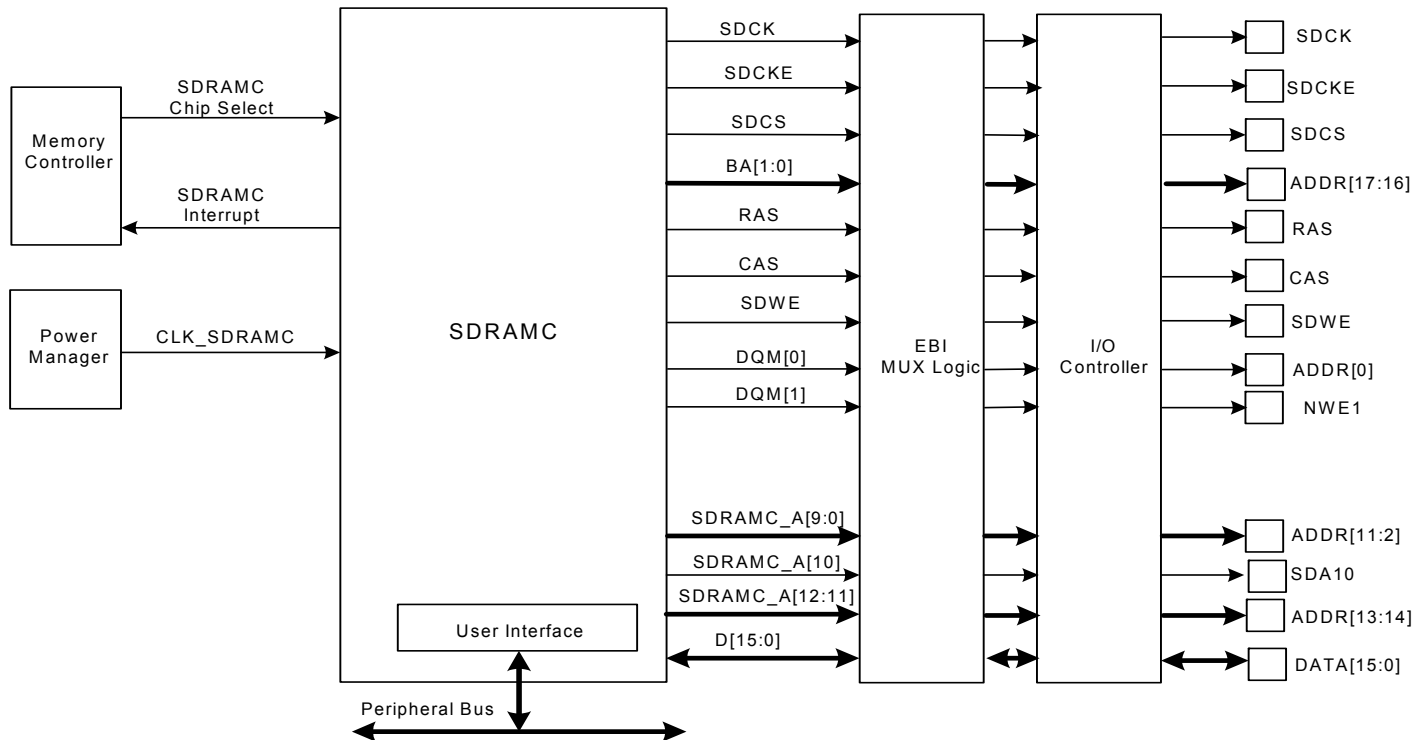 SDCK
SDCK
SDCKE
SDCKE
SDRAMC
Chip Select
SDCS
SDCS
Memory
Controller
BA[1:0]
ADDR[17:16]
SDRAMC
Interrupt
RAS
RAS
CAS
CAS
SDWE
SDWE
Power
Manager
CLK_SDRAMC
SDRAMC
EBI
MUX Logic
I/O
Controller
DQM[0]
ADDR[0]
DQM[1]
NWE1
SDRAMC_A[9:0]
ADDR[11:2]
SDRAMC_A[10]
SDA10
SDRAMC_A[12:11]
ADDR[13:14]
User Interface
D[15:0]
DATA[15:0]
Peripheral Bus